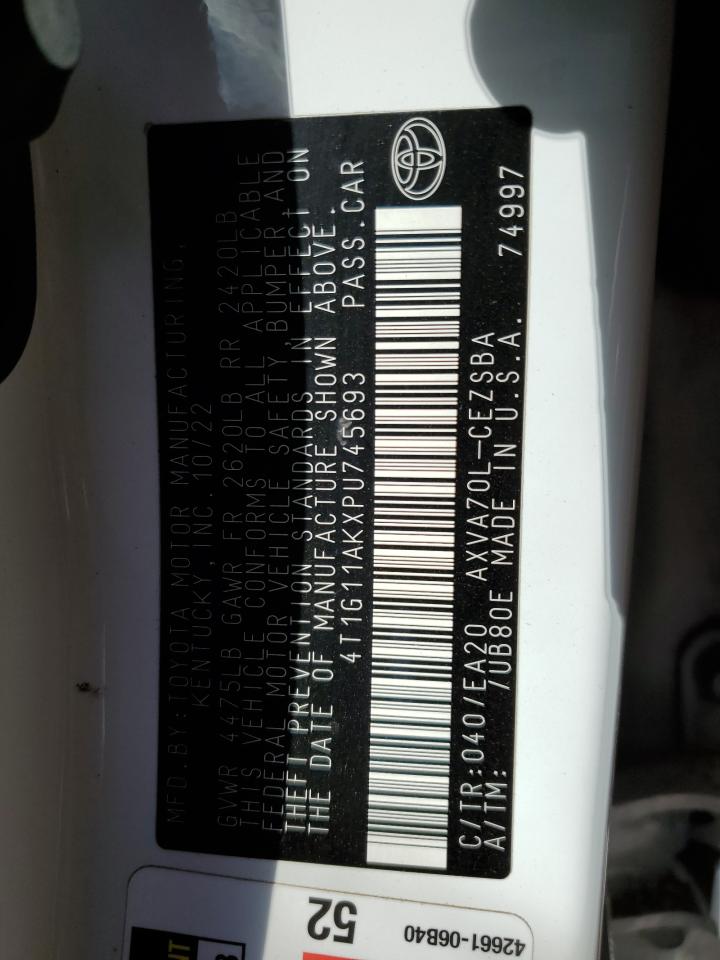 MFD.BY:TOYOTA MOTOR MANUFACTURING,
KENTUCKY,INC.10/22
GVWR 4475LB GAWR FR 2620LB RR 2420LB
THIS VEHICLE CONFORMS TO ALL APPLICABLE
FEDERAL MOTOR VEHICLE SAFETY, BUMPER AND
THEFT PREVENTION STANDARDS IN EFFECT ON
THE DATE OF MANUFACTURE SHOWN ABOVE.
4T1G11AKXPU745693 PASS.CAR
C/TR:040/EA20 AXVA70L-CEZSBA
A/TM: 7UB80E MADE IN U.S.A. 74997
52
42661-06B40